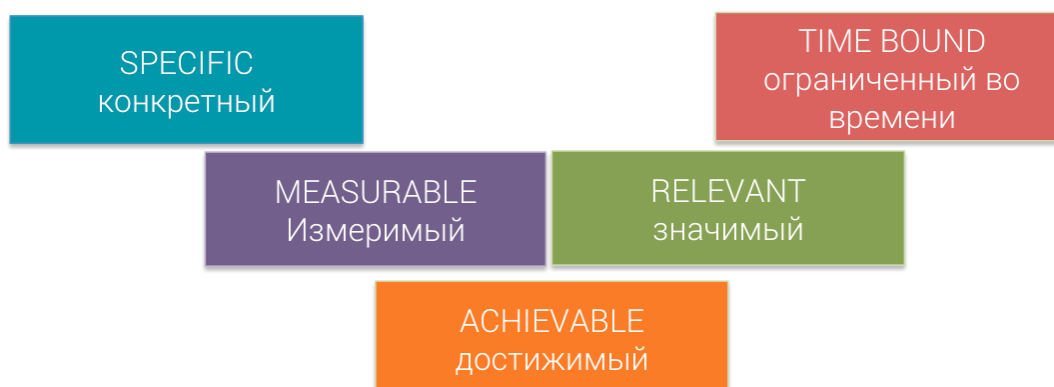 SPECIFIC
конкретный
TIME BOUND
ограниченный во
времени
MEASURABLE
Измеримый
RELEVANT
значимый
ACHIEVABLE
достижимый